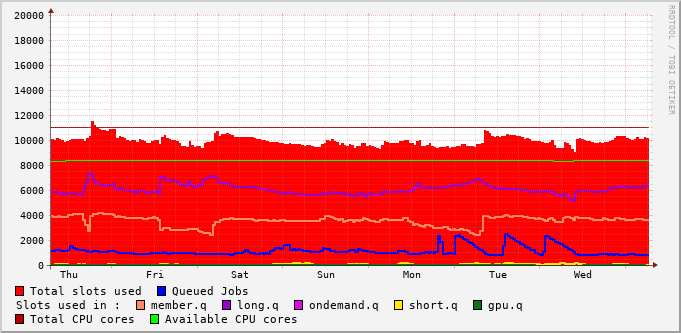 RRDTOOL / TOBI OETIKER
20000
18000
16000
14000
12000
10000
8000
6000
4000
2000
0
Thu Fri Sat Sun Mon Tue Wed
Total slots used Queued Jobs
Slots used in : member.q long.q ondemand.q short.q gpu.q
Total CPU cores Available CPU cores